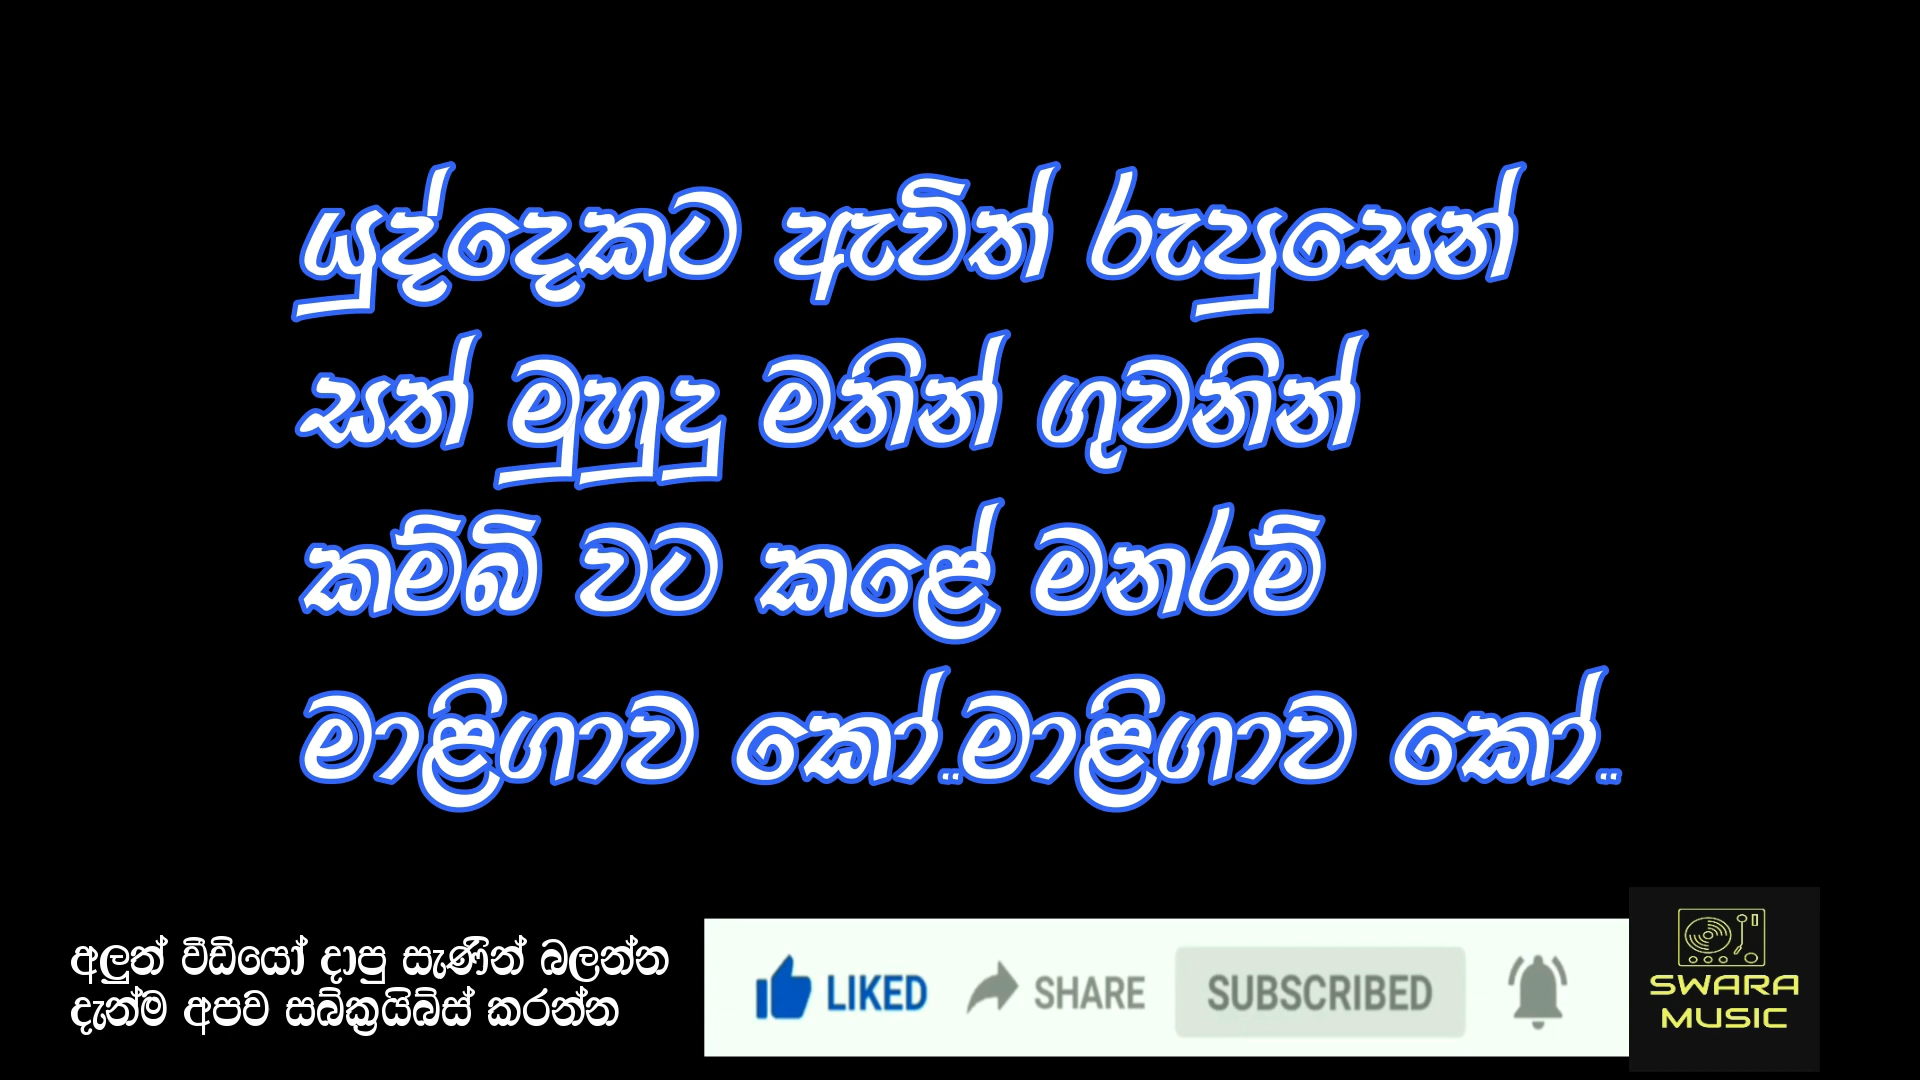 යුද්දෙකට ඇවිත් රුපුසෙන්
සත් මුහුදු මතින් ගුවනින්
කම්බි වට කළේ මනරම්
මාළිගාව කෝ..මාළිගාව කෝ..
අලුත් වීඩියෝ දාපු සැණින් බලන්න
දැන්ම අපව සබ්ක්‍රයිබ්ස් කරන්න
LIKED SHARE SUBSCRIBED
SWARA
MUSIC